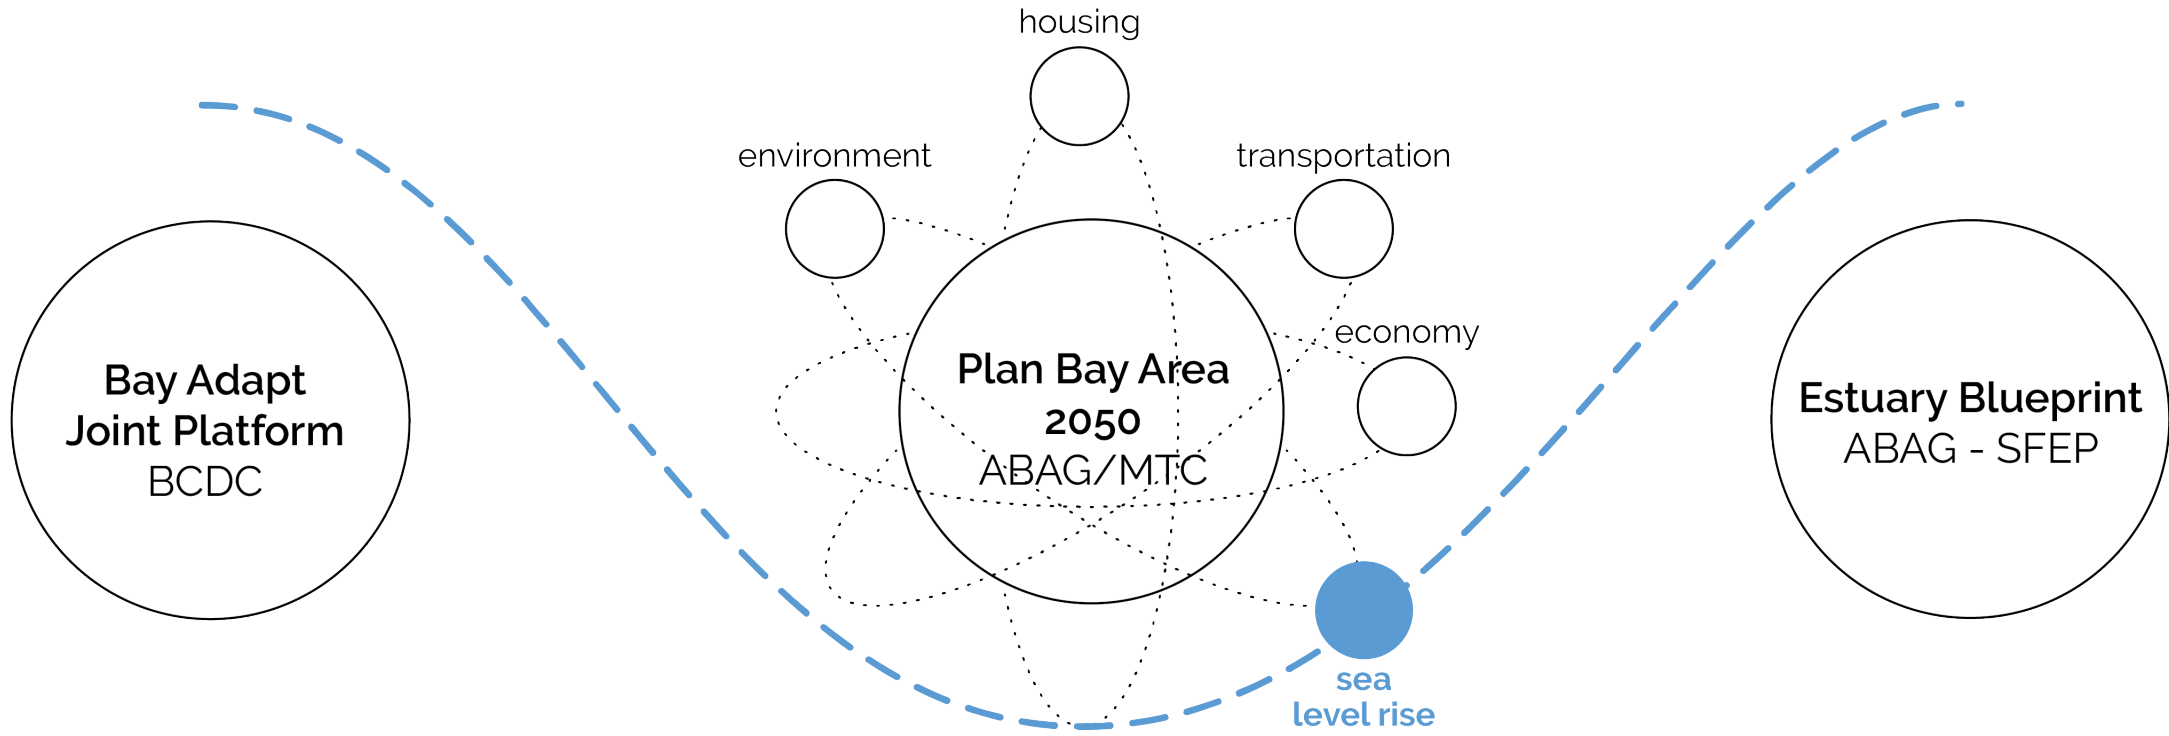 housing
environment
transportation
economy
Bay Adapt
Joint Platform
BCDC
Plan Bay Area
2050
ABAG/MTC
Estuary Blueprint
ABAG - SFEP
sea
level rise